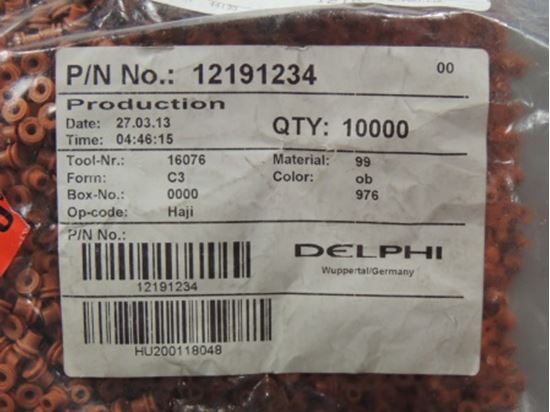 P/N No.: 12191234 00
Production
Date: 27.03.13
Time: 04:46:15
QTY: 10000
Tool-Nr.: 16076
Form: C3
Box-No.: 0000
Op-code: Haji
Material: 99
Color: ob
976
P/N No.:
12191234
DELPHI
Wuppertal/Germany
HU200118048